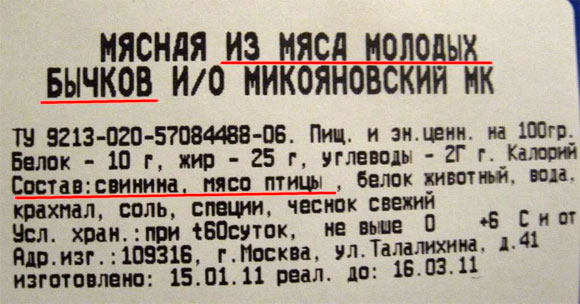 МЯСНАЯ ИЗ МЯСА МОЛОДЫХ
БЫЧКОВ И/О МИКОЯНОВСКИЙ МК
ТУ 9213-020-57084488-06. Пищ. и эн.ценн. на 100гр.
Белок - 10 г, жир - 25 г, углеводы - 2Г г. Калорий
Состав:свинина, мясо птицы , белок животный, вода,
крахмал, соль, специи, чеснок свежий
Усл. хран.:при t60суток, не выше 0 +6 С и от
Адр.изг.:109316, г.Москва, ул.Талалихина, д.41
изготовлено: 15.01.11 реал. до: 16.03.11